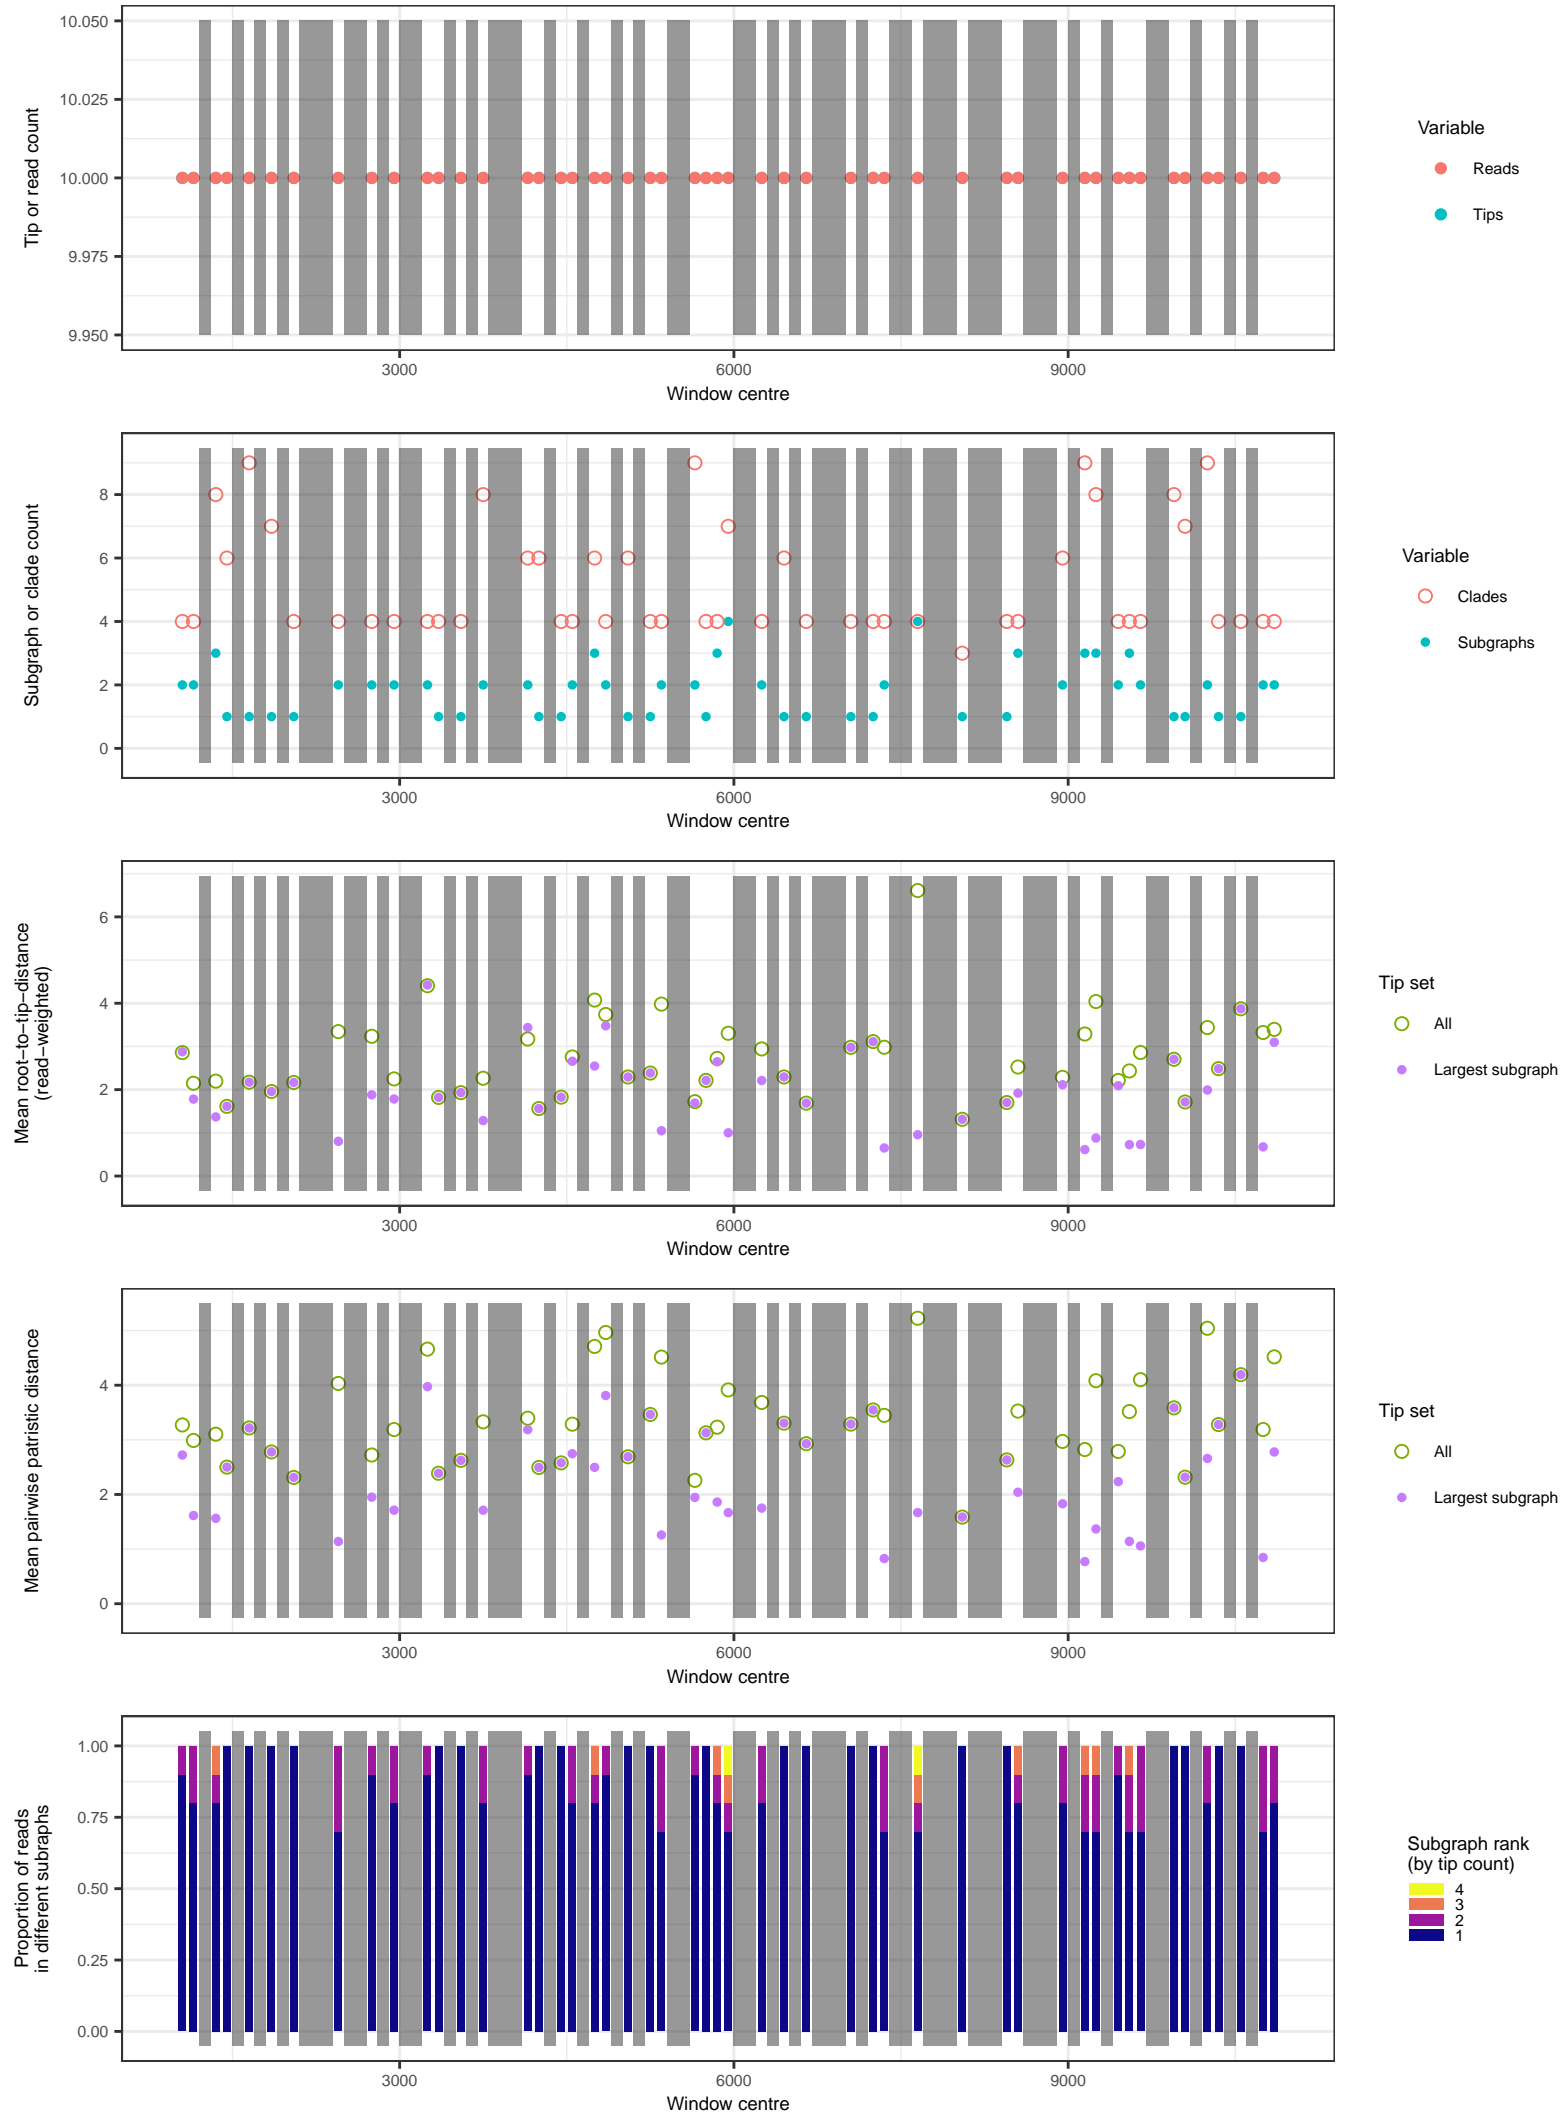 10.050
10.025
10.000
9.975
9.950
Tip or read count
3000
6000
9000
Window centre
Variable
Reads
Tips
8
6
4
2
0
Subgraph or clade count
3000
6000
9000
Window centre
Variable
Clades
Subgraphs
6
4
2
0
Mean root−to−tip−distance
(read−weighted)
3000
6000
9000
Window centre
Tip set
All
Largest subgraph
4
2
0
Mean pairwise patristic distance
3000
6000
9000
Window centre
Tip set
All
Largest subgraph
1.00
0.75
0.50
0.25
0.00
Proportion of reads
in different subraphs
3000
6000
9000
Window centre
Subgraph rank
(by tip count)
4
3
2
1